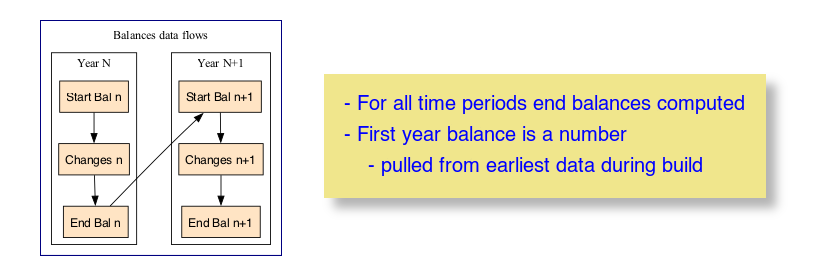 Balances data flows
Year N
Start Bal n
Changes n
End Bal n
Year N+1
Start Bal n+1
Changes n+1
End Bal n+1
- For all time periods end balances computed
- First year balance is a number
- pulled from earliest data during build